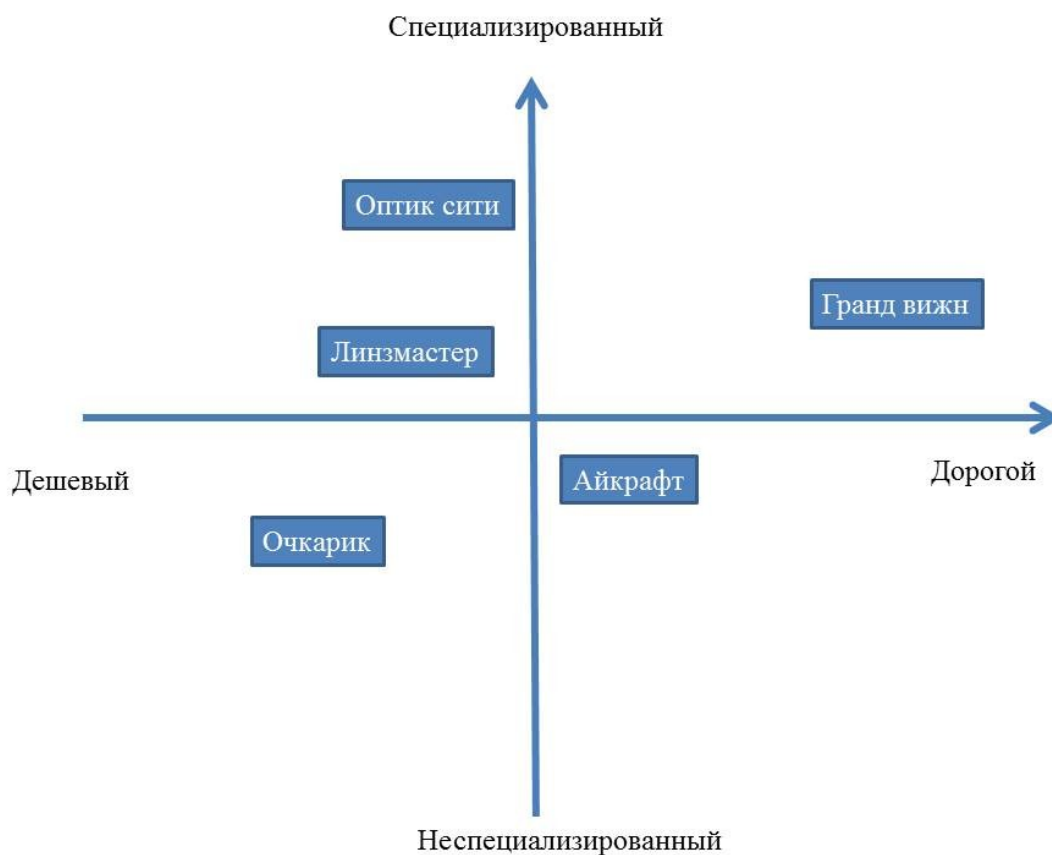 Специализированный
Оптик сити
Гранд вижн
Линзмастер
Дешевый
Айкрафт
Дорогой
Очкарик
Неспециализированный